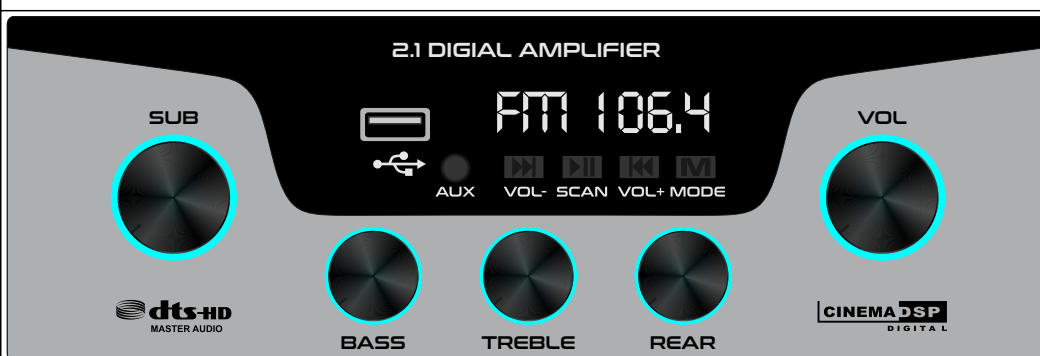 2.1 DIGIAL AMPLIFIER
FM 106.4
SUB
VOL
AUX
VOL- SCAN VOL+ MODE
M
dts-HD
MASTER AUDIO
CINEMA DSP
DIGITAL
BASS TREBLE REAR